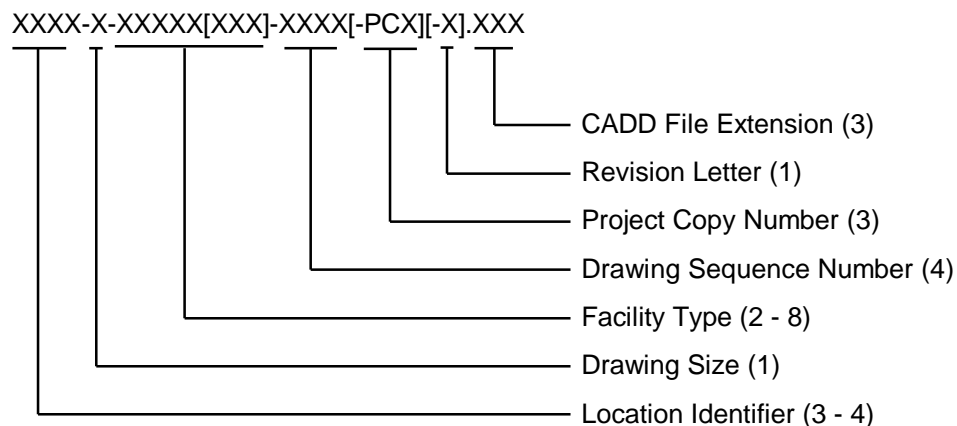 XXXX-X-XXXXX[XXX]-XXXX[-PCX][-X].XXX
CADD File Extension (3)
Revision Letter (1)
Project Copy Number (3)
Drawing Sequence Number (4)
Facility Type (2 - 8)
Drawing Size (1)
Location Identifier (3 - 4)